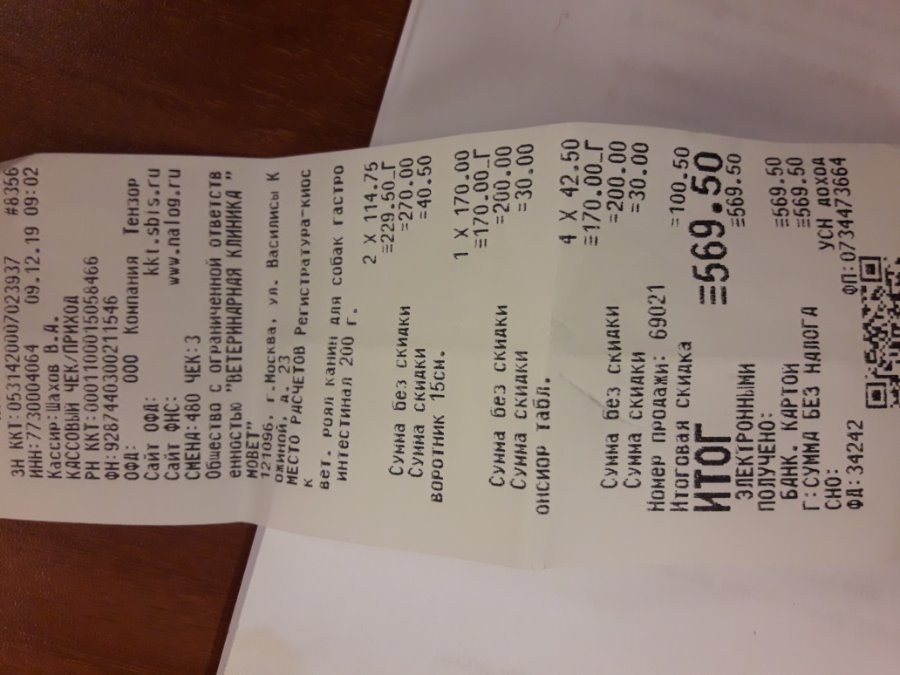 ЗН ККТ:05314200070239​37 #8356
ИНН:7730004064 09.12.19 09:02
Кассир:Шахов В.А.
КАССОВЫЙ ЧЕК/ПРИХОД
РН ККТ:0001100015058466
ФН:9287440300211546
ОФД: ООО Компания Тензор
Сайт ОФД: kkt.sbis.ru
Сайт ФНС: www.nalog.ru
СМЕНА:480 ЧЕК:3
Общество с ограниченной ответств
енностью "ВЕТЕРИНАРНАЯ КЛИНИКА "
МОВЕТ"
121096, г.Москва, ул. Василисы К
ожиной, д. 23
МЕСТО РАСЧЕТОВ Регистратура-киос
к
вет. роял канин для собак гастро
интестинал 200 г.
2 X 114.75
=229.50_Г
Сумма без скидки =270.00
Сумма скидки =40.50
воротник 15см.
1 X 170.00
=170.00_Г
Сумма без скидки =200.00
Сумма скидки =30.00
онсиор табл.
4 X 42.50
=170.00_Г
Сумма без скидки =200.00
Сумма скидки =30.00
Номер продажи: 69021
Итоговая скидка =100.50
ИТОГ =569.50
ЭЛЕКТРОННЫМИ =569.50
ПОЛУЧЕНО:
БАНК. КАРТОЙ =569.50
Г:СУММА БЕЗ НАЛОГА =569.50
СНО: УСН ДОХОД
ФД:34242 ФП:0734473664